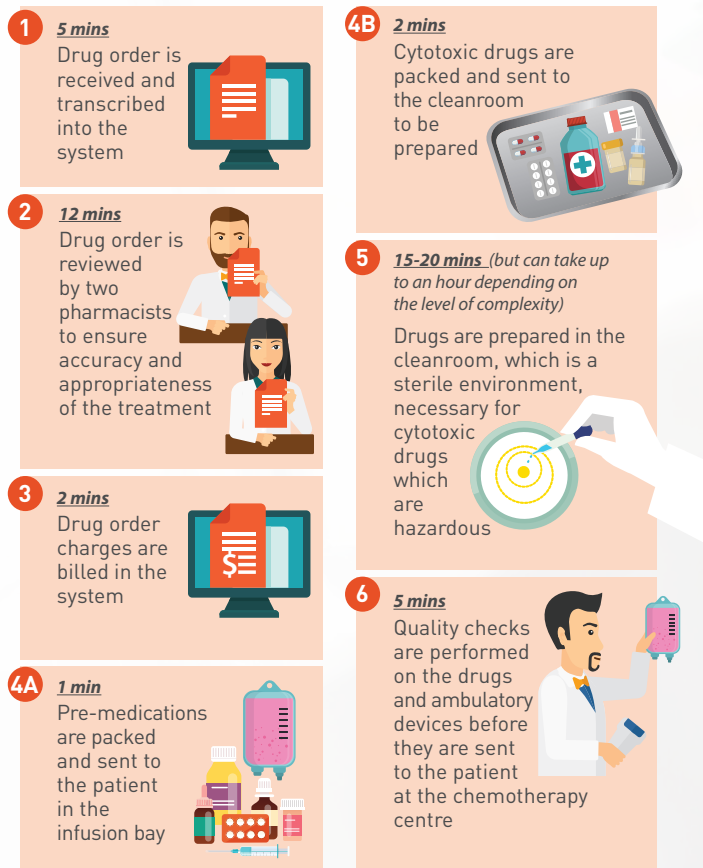 1
5 mins
Drug order is
received and
transcribed
into the
system
2
12 mins
Drug order is
reviewed
by two
pharmacists
to ensure
accuracy and
appropriateness
of the treatment
3
2 mins
Drug order
charges are
billed in the
system
$
4A
1 min
Pre-medications
are packed
and sent to
the patient
in the
infusion bay
4B
2 mins
Cytotoxic drugs are
packed and sent to
the cleanroom
to be
prepared
5
15-20 mins (but can take up
to an hour depending on
the level of complexity)
Drugs are prepared in the
cleanroom, which is a
sterile environment,
necessary for
cytotoxic
drugs
which
are
hazardous
6
5 mins
Quality checks
are performed
on the drugs
and ambulatory
devices before
they are sent
to the patient
at the chemotherapy
centre